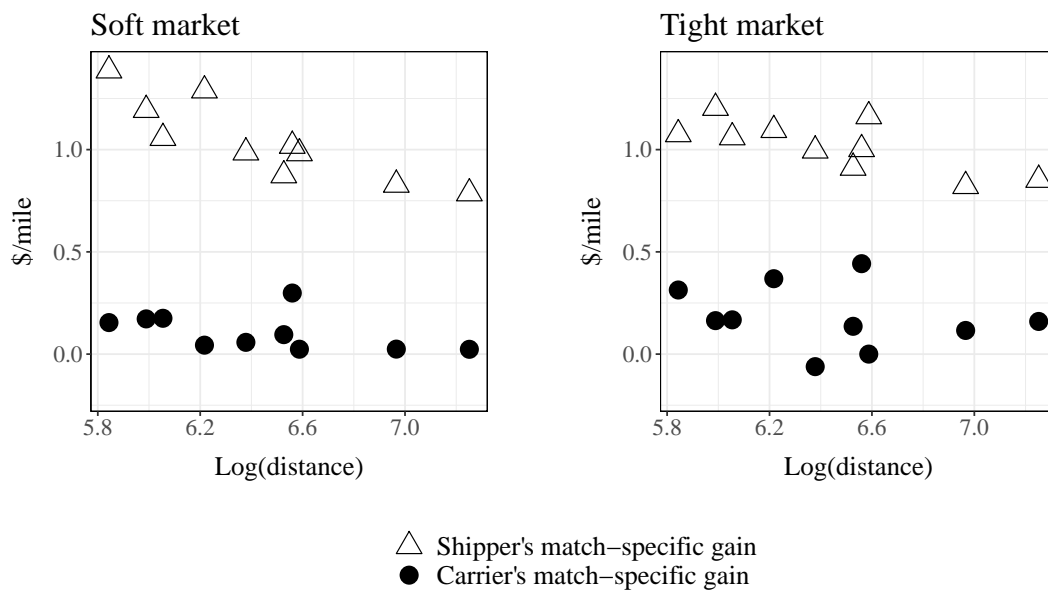 Soft market
Tight market
$/mile
1.0
0.5
0.0
5.8
6.2
6.6
7.0
Log(distance)
$/mile
1.0
0.5
0.0
5.8
6.2
6.6
7.0
Log(distance)
Shipper's match−specific gain
Carrier's match−specific gain